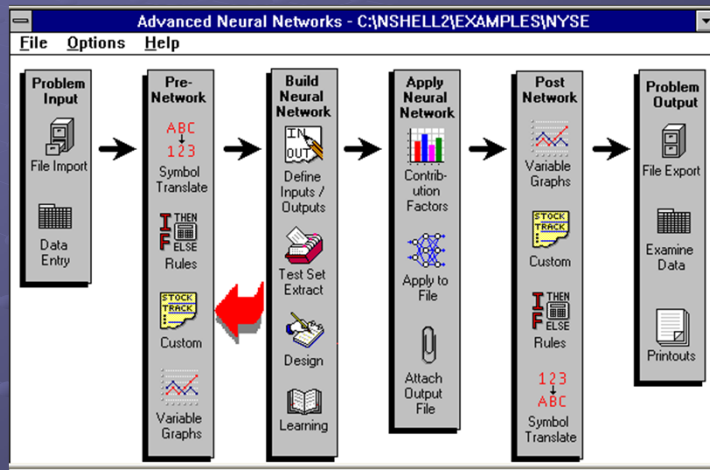 Advanced Neural Networks - C:\NSHELL2\EXAMPLES\NYSE
File Options Help
Problem
Input
File Import
Data
Entry
Pre-
Network
ABC
123
Symbol
Translate
IF THEN
ELSE
Rules
STOCK
TRACK
Custom
Variable
Graphs
Build
Neural
Network
IN
OUT
Define
Inputs /
Outputs
Test Set
Extract
Design
Learning
Apply
Neural
Network
Contrib-
ution
Factors
Apply to
File
Attach
Output
File
Post
Network
Variable
Graphs
STOCK
TRACK
Custom
IF THEN
ELSE
Rules
123
ABC
Symbol
Translate
Problem
Output
File Export
Examine
Data
Printouts